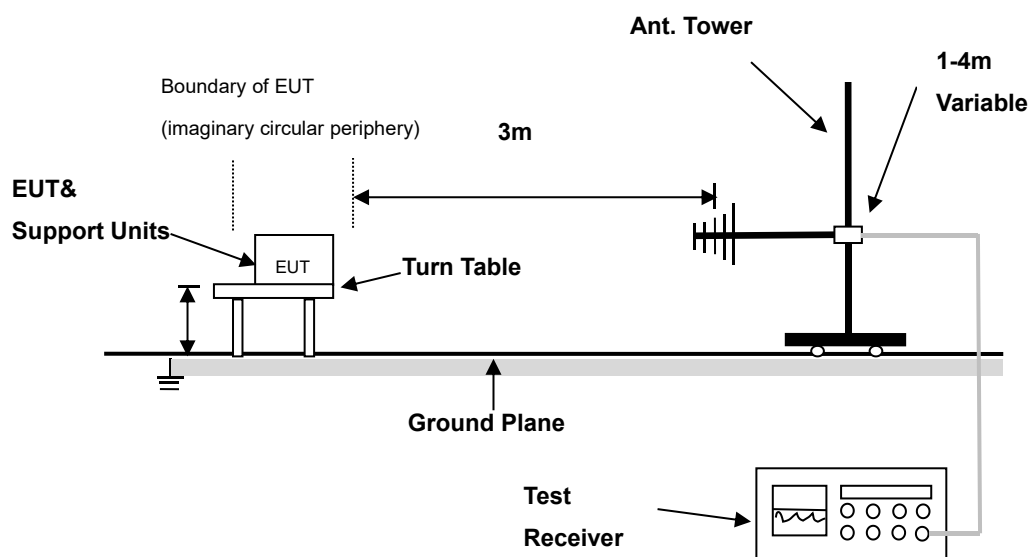 Ant. Tower
1-4m
Variable
Boundary of EUT
(imaginary circular periphery)
3m
EUT&
Support Units
EUT
Turn Table
Ground Plane
Test
Receiver